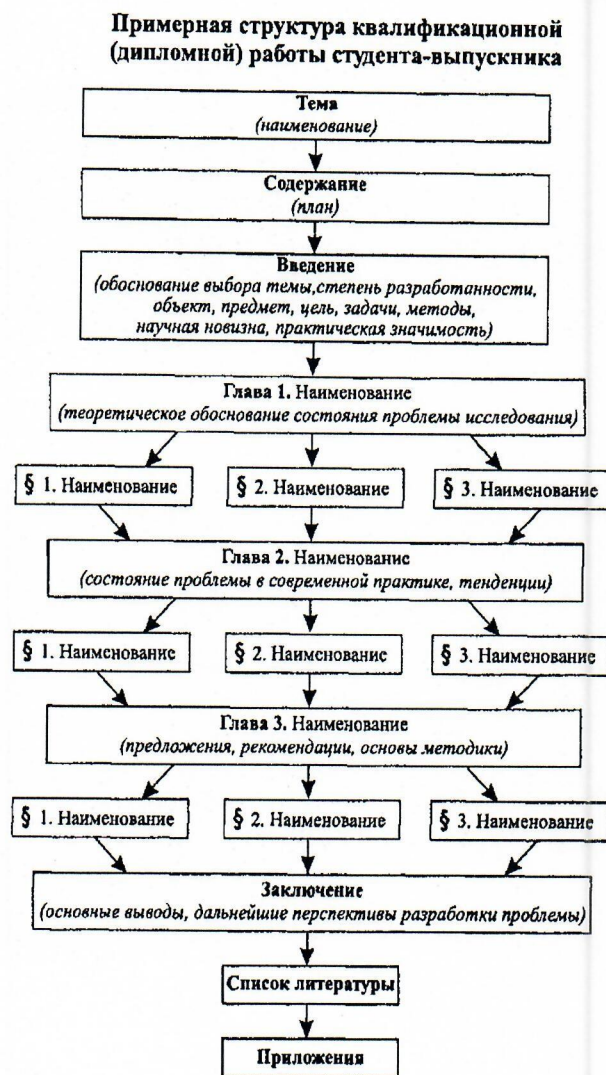 Примерная структура квалификационной
(дипломной) работы студента-выпускника
Тема
(наименование)
Содержание
(план)
Введение
(обоснование выбора темы,степень разработанности,
объект, предмет, цель, задачи, методы,
научная новизна, практическая значимость)
Глава 1. Наименование
(теоретическое обоснование состояния проблемы исследования)
§ 1. Наименование
§ 2. Наименование
§ 3. Наименование
Глава 2. Наименование
(состояние проблемы в современной практике, тенденции)
§ 1. Наименование
§ 2. Наименование
§ 3. Наименование
Глава 3. Наименование
(предложения, рекомендации, основы методики)
§ 1. Наименование
§ 2. Наименование
§ 3. Наименование
Заключение
(основные выводы, дальнейшие перспективы разработки проблемы)
Список литературы
Приложения